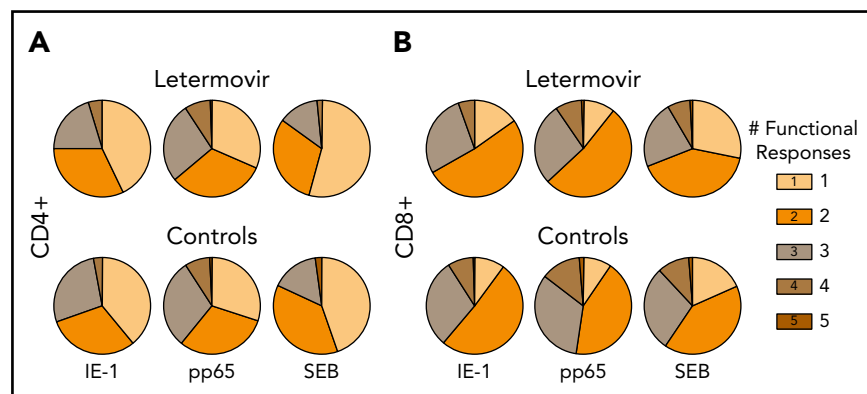 A
B
Letermovir
Letermovir
# Functional
Responses
1 1
2 2
3 3
4 4
5 5
CD4+
CD8+
Controls
Controls
IE-1 pp65 SEB
IE-1 pp65 SEB